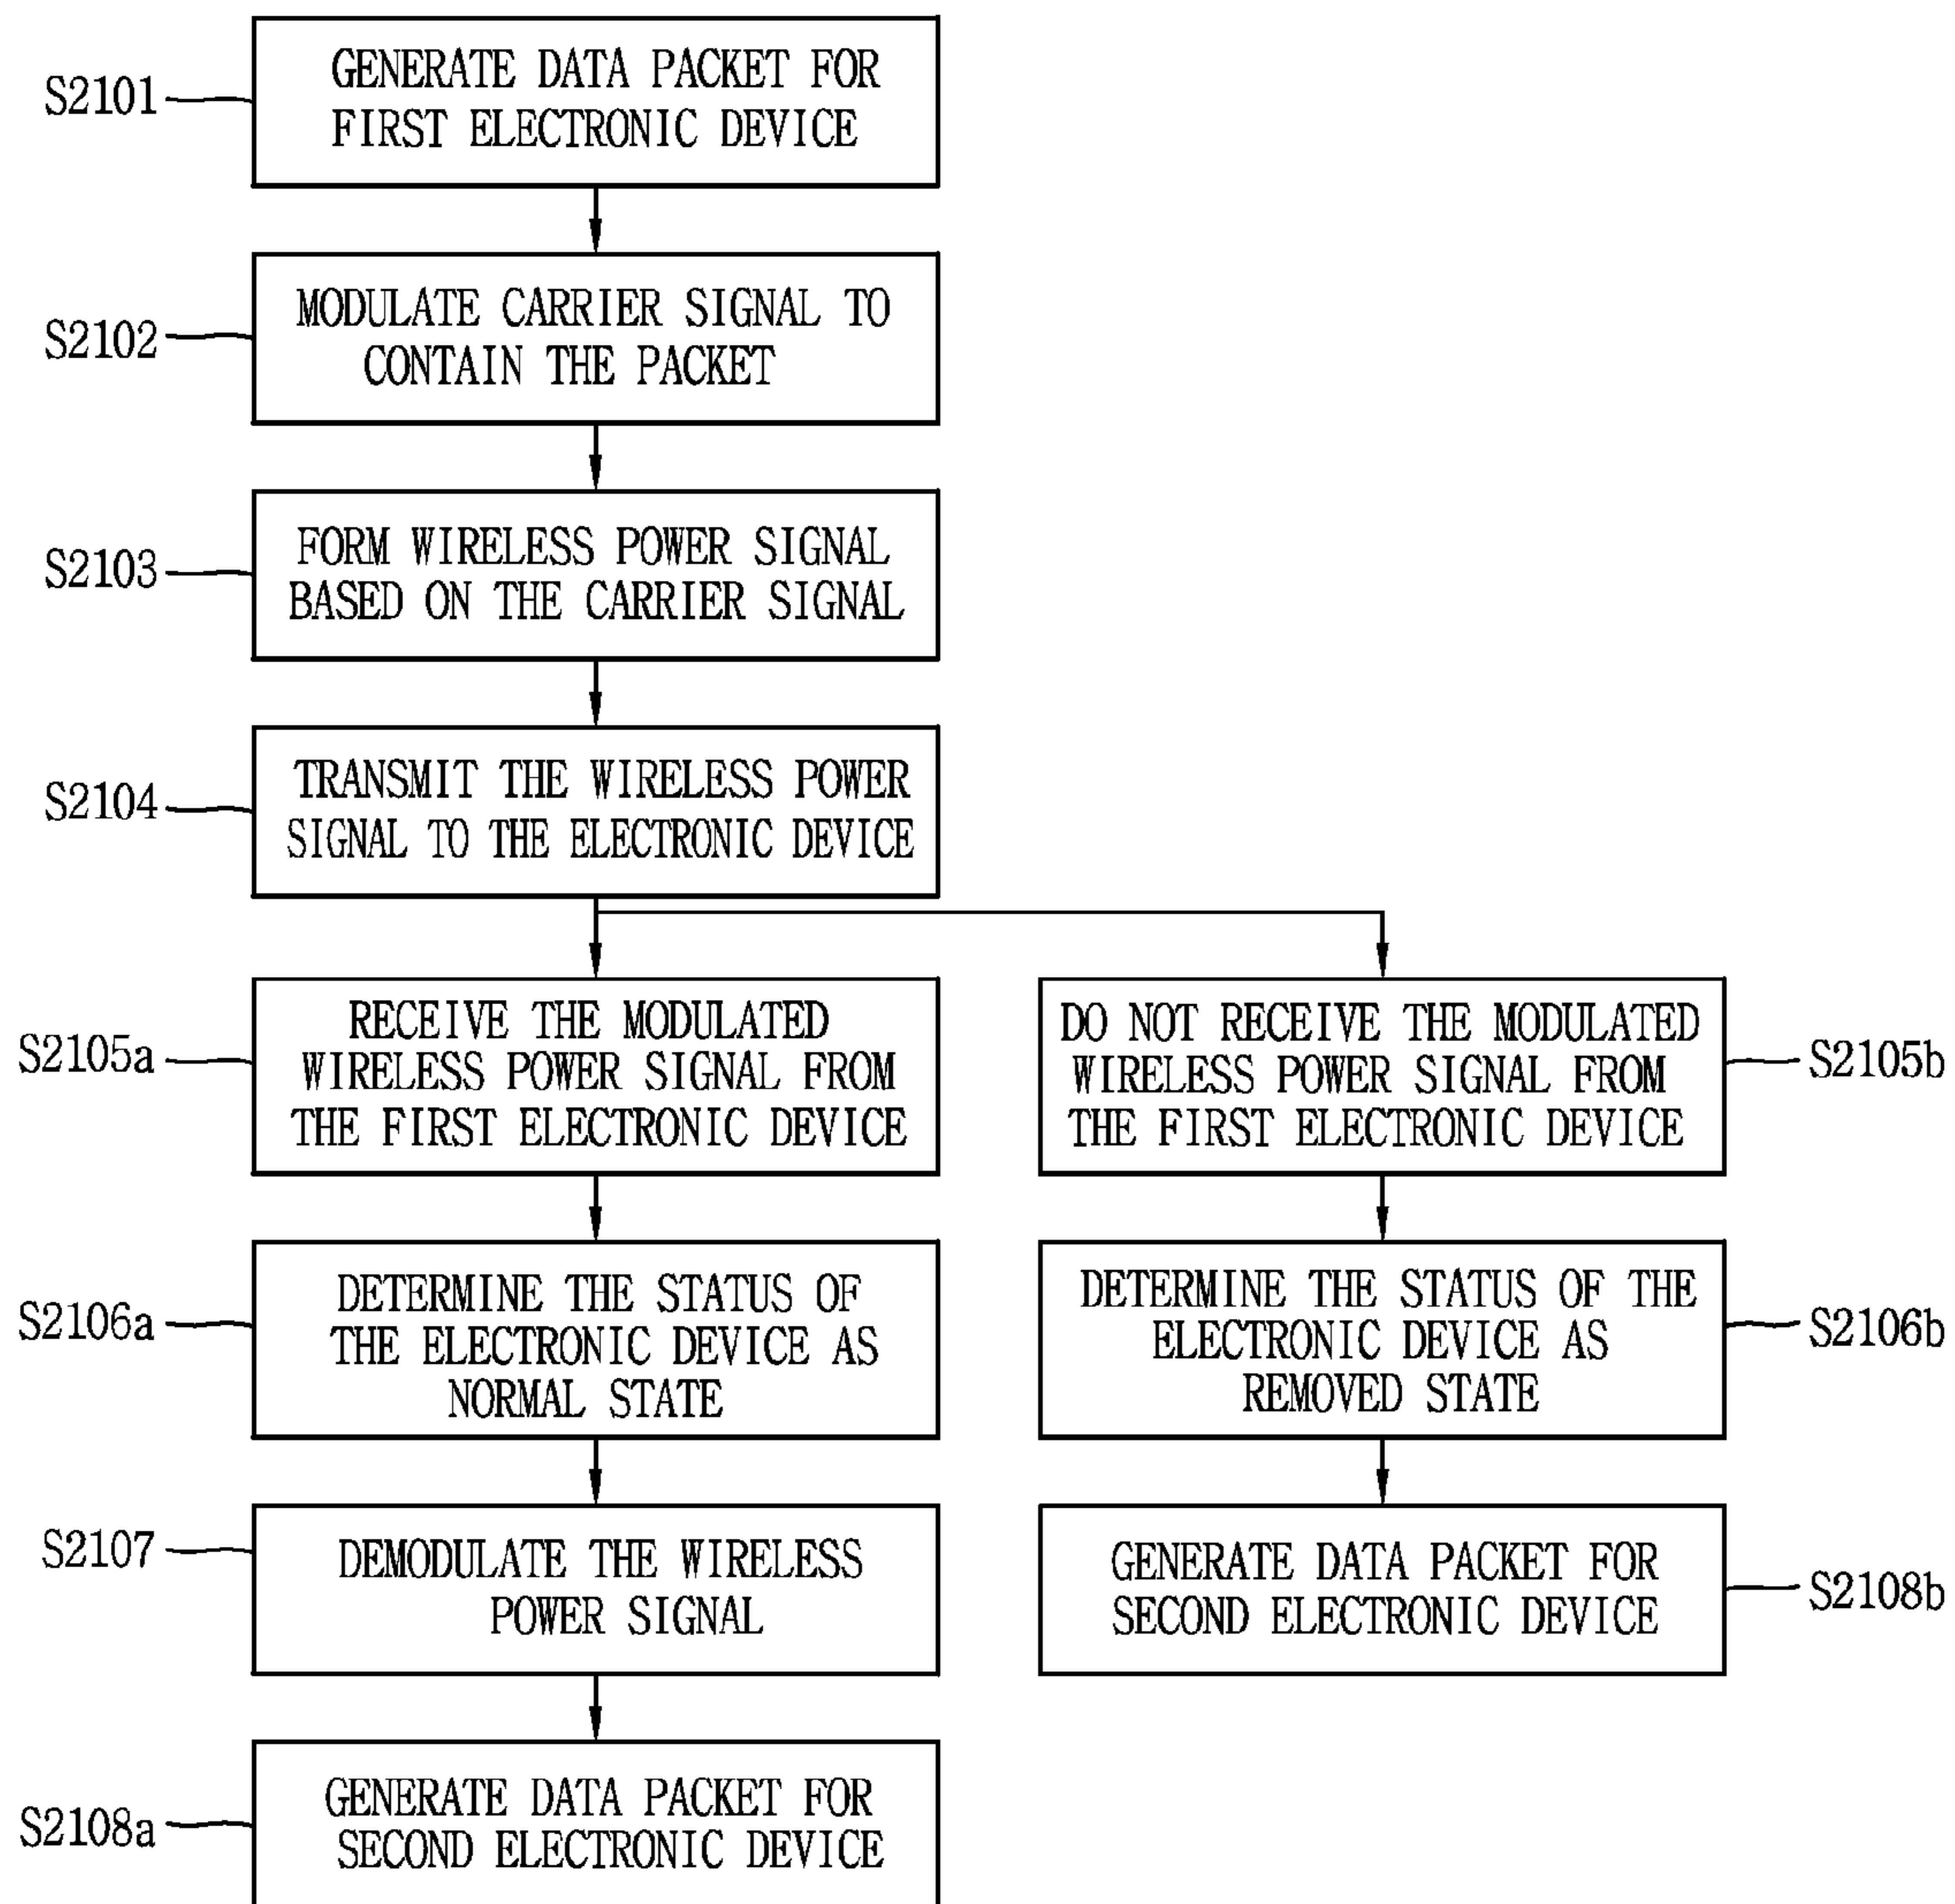 S2101
GENERATE DATA PACKET FOR
FIRST ELECTRONIC DEVICE
S2102
MODULATE CARRIER SIGNAL TO
CONTAIN THE PACKET
S2103
FORM WIRELESS POWER SIGNAL
BASED ON THE CARRIER SIGNAL
S2104
TRANSMIT THE WIRELESS POWER
SIGNAL TO THE ELECTRONIC DEVICE
S2105a
RECEIVE THE MODULATED
WIRELESS POWER SIGNAL FROM
THE FIRST ELECTRONIC DEVICE
DO NOT RECEIVE THE MODULATED
WIRELESS POWER SIGNAL FROM
THE FIRST ELECTRONIC DEVICE
S2105b
S2106a
DETERMINE THE STATUS OF
THE ELECTRONIC DEVICE AS
NORMAL STATE
DETERMINE THE STATUS OF THE
ELECTRONIC DEVICE AS
REMOVED STATE
S2106b
S2107
DEMODULATE THE WIRELESS
POWER SIGNAL
GENERATE DATA PACKET FOR
SECOND ELECTRONIC DEVICE
S2108b
S2108a
GENERATE DATA PACKET FOR
SECOND ELECTRONIC DEVICE